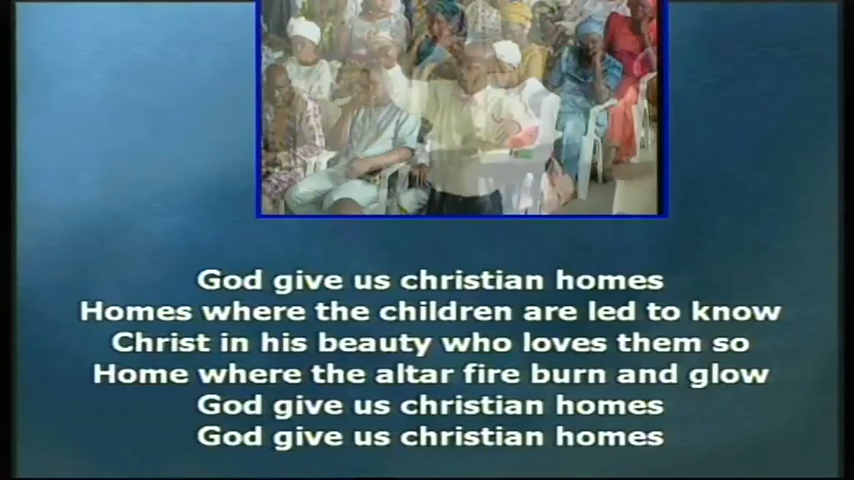 God give us christian homes
Homes where the children are led to know
Christ in his beauty who loves them so
Home where the altar fire burn and glow
God give us christian homes
God give us christian homes